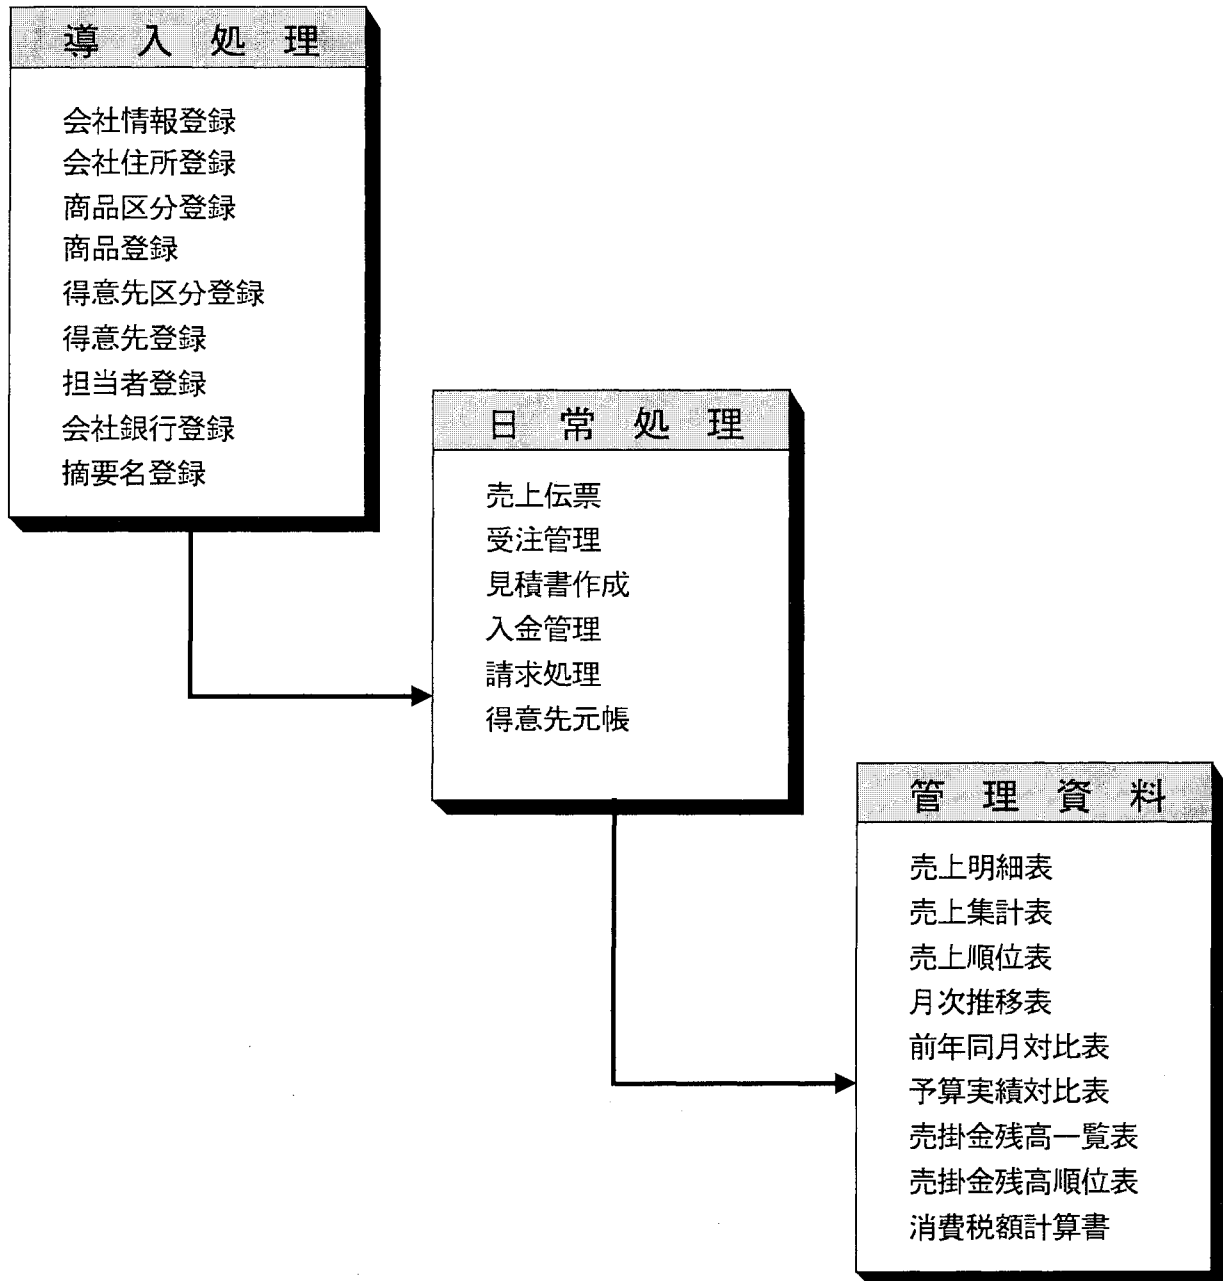 導入処理
会社情報登録
会社住所登録
商品区分登録
商品登録
得意先区分登録
得意先登録
担当者登録
会社銀行登録
摘要名登録
日常処理
売上伝票
受注管理
見積書作成
入金管理
請求処理
得意先元帳
管理資料
売上明細表
売上集計表
売上順位表
月次推移表
前年同月対比表
予算実績対比表
売掛金残高一覧表
売掛金残高順位表
消費税額計算書